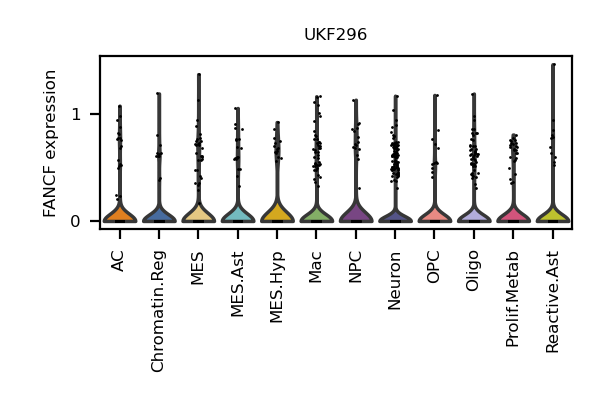 UKF296
FANCF expression
1
0
AC
Chromatin.Reg
MES
MES.Ast
MES.Hyp
Mac
NPC
Neuron
OPC
Oligo
Prolif.Metab
Reactive.Ast